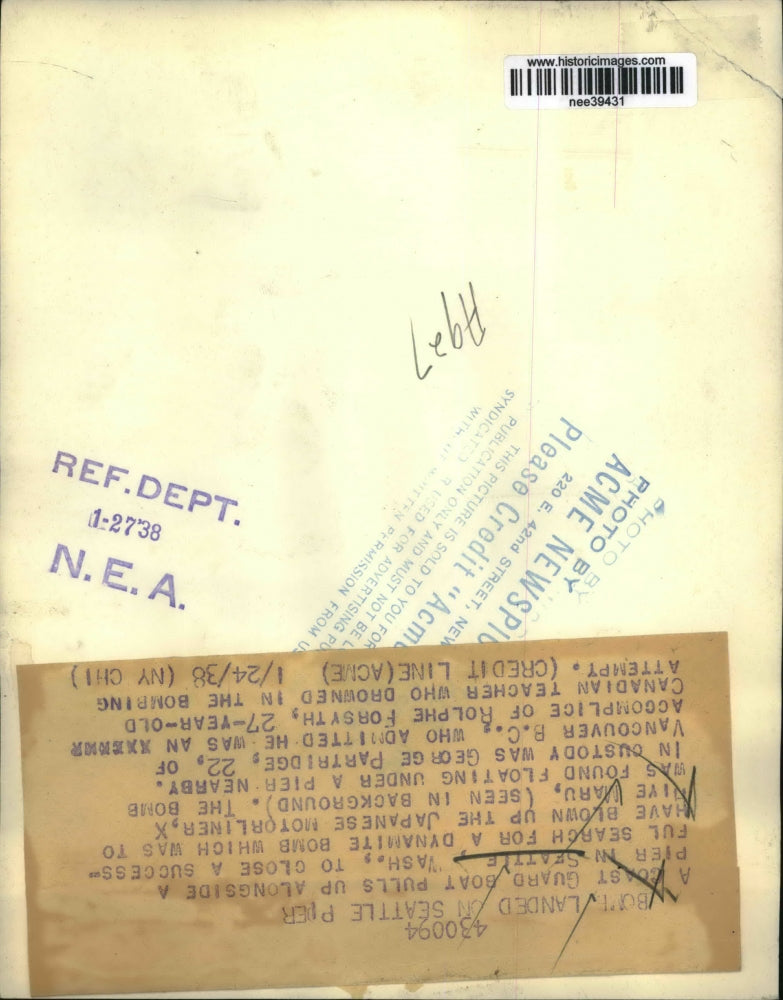 www.historicimages.com
nee39431
REF. DEPT.
1-27'38
N. E. A.
PHOTO BY
PHOTO BY
ACME NEWSPIC
220 E. 42nd STREET, NEW
Please Credit "Acme
THIS PICTURE IS SOLD TO YOU FOR
PUBLICATION ONLY AND MUST NOT BE L
SYNDICATED R USED FOR ADVERTISING PU
WITH WRITTEN PERMISSION FROM US
430094
BOMB LANDED ON SEATTLE PIER
A COAST GUARD BOAT PULLS UP ALONGSIDE A
PIER IN SEATTLE, WASH., TO CLOSE A SUCCESS-
FUL SEARCH FOR A DYNAMITE BOMB WHICH WAS TO
HAVE BLOWN UP THE JAPANESE MOTORLINER, X
HIYE MARU, (SEEN IN BACKGROUND). THE BOMB
WAS FOUND FLOATING UNDER A PIER NEARBY.
IN CUSTODY WAS GEORGE PARTRIDGE, 22, OF
VANCOUVER, B.C., WHO ADMITTED HE WAS AN
ACCOMPLICE OF ROLPHE FORSYTH, 27-YEAR-OLD
CANADIAN TEACHER WHO DROWNED IN THE BOMBING
ATTEMPT. (CREDIT LINE(ACME) 1/24/38 (NY CHI)